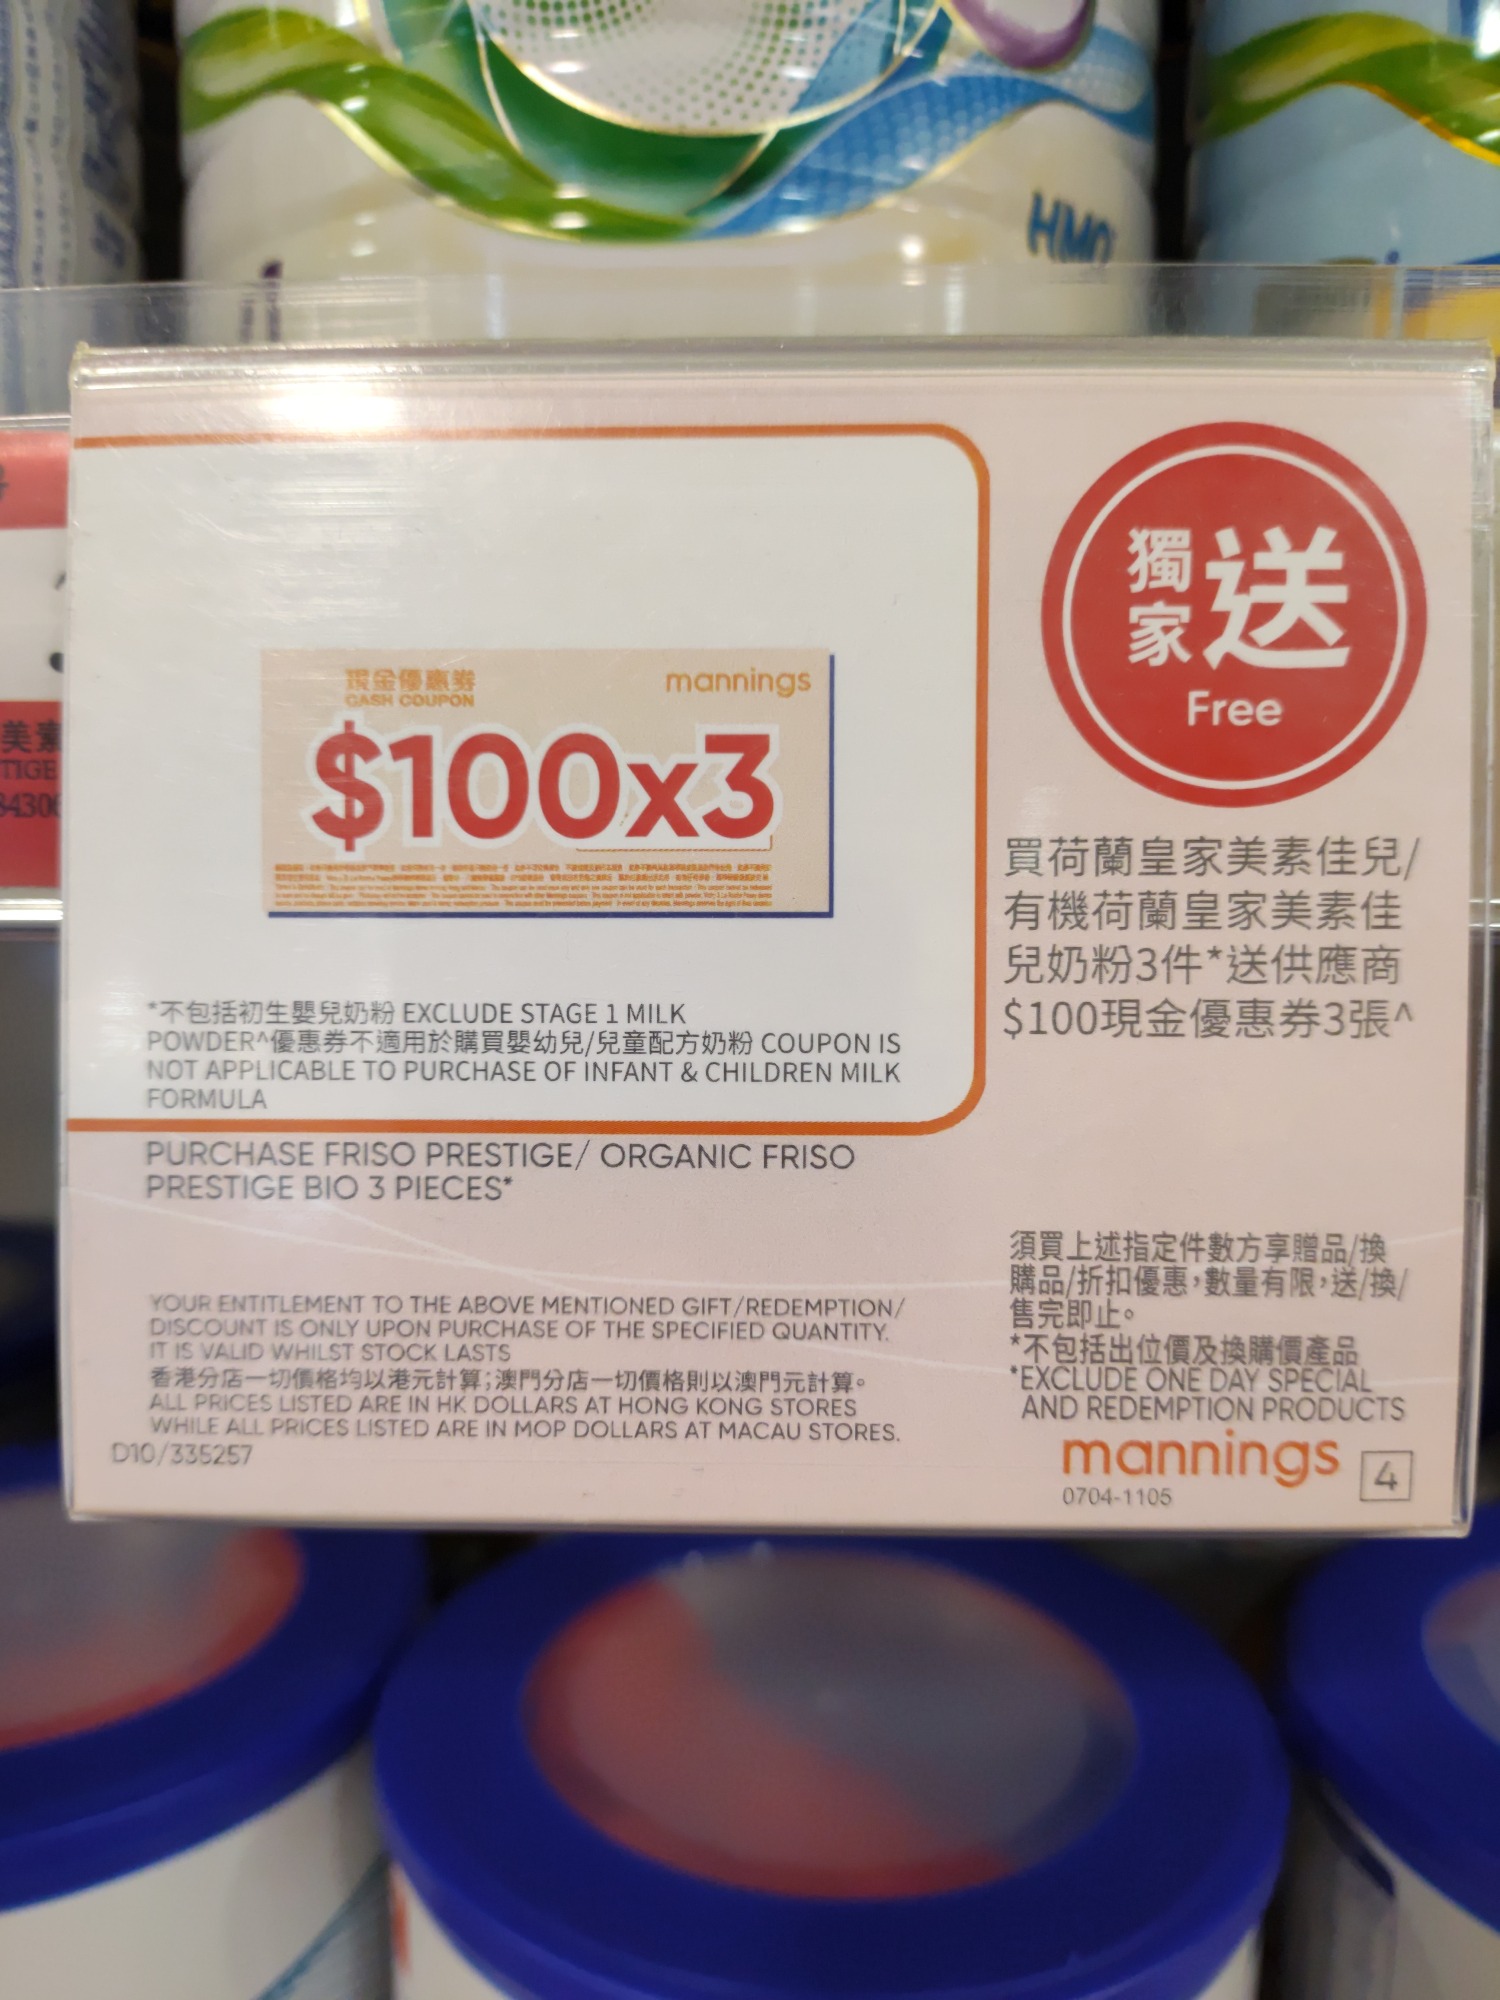 HMO
獨家送
Free
現金優惠券
CASH COUPON
mannings
$100x3
買荷蘭皇家美素佳兒/
有機荷蘭皇家美素佳
兒奶粉3件*送供應商
$100現金優惠券3張^
*不包括初生嬰兒奶粉 EXCLUDE STAGE 1 MILK
POWDER^優惠券不適用於購買嬰幼兒/兒童配方奶粉 COUPON IS
NOT APPLICABLE TO PURCHASE OF INFANT & CHILDREN MILK
FORMULA
PURCHASE FRISO PRESTIGE/ ORGANIC FRISO
PRESTIGE BIO 3 PIECES*
YOUR ENTITLEMENT TO THE ABOVE MENTIONED GIFT/REDEMPTION/
DISCOUNT IS ONLY UPON PURCHASE OF THE SPECIFIED QUANTITY.
IT IS VALID WHILST STOCK LASTS
香港分店一切價格均以港元計算;澳門分店一切價格則以澳門元計算。
ALL PRICES LISTED ARE IN HK DOLLARS AT HONG KONG STORES
WHILE ALL PRICES LISTED ARE IN MOP DOLLARS AT MACAU STORES.
D10/335257
須買上述指定件數方享贈品/換
購品/折扣優惠,數量有限,送/換/
售完即止。
*不包括出位價及換購價產品
*EXCLUDE ONE DAY SPECIAL
AND REDEMPTION PRODUCTS
mannings
0704-1105
4
美素
TIGE